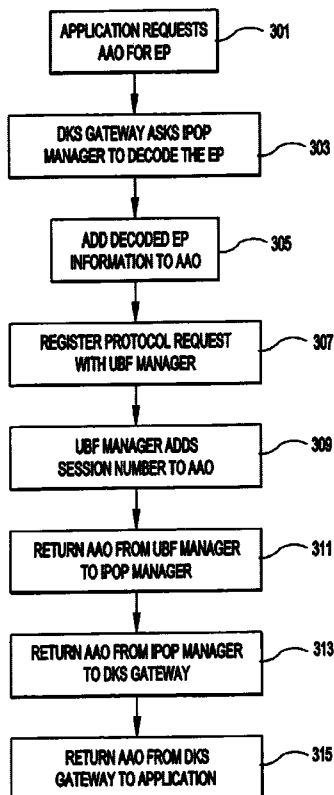 APPLICATION REQUESTS
AAO FOR EP
301
DKS GATEWAY ASKS IPOP
MANAGER TO DECODE THE EP
303
ADD DECODED EP
INFORMATION TO AAO
305
REGISTER PROTOCOL REQUEST
WITH UBF MANAGER
307
UBF MANAGER ADDS
SESSION NUMBER TO AAO
309
RETURN AAO FROM UBF MANAGER
TO IPOP MANAGER
311
RETURN AAO FROM IPOP MANAGER
TO DKS GATEWAY
313
RETURN AAO FROM DKS
GATEWAY TO APPLICATION
315